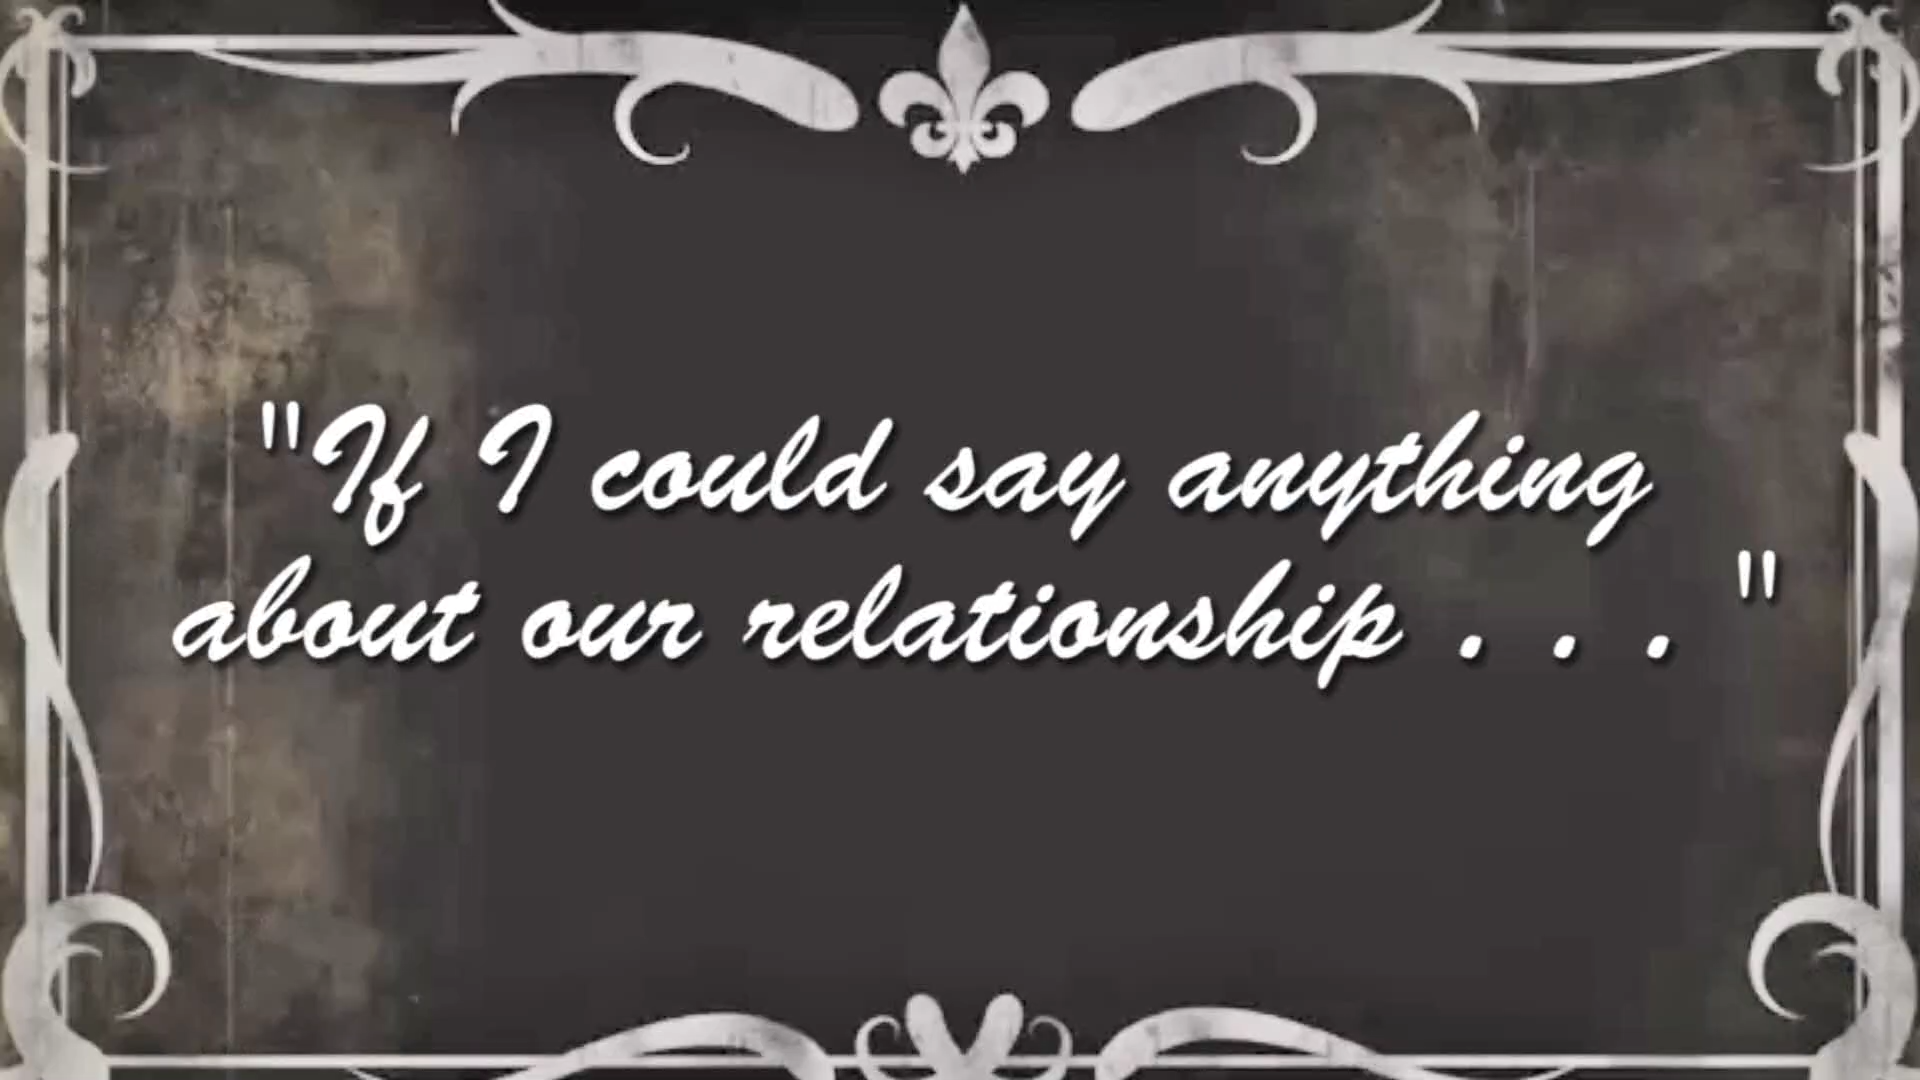 "If I could say anything
about our relationship . . . "